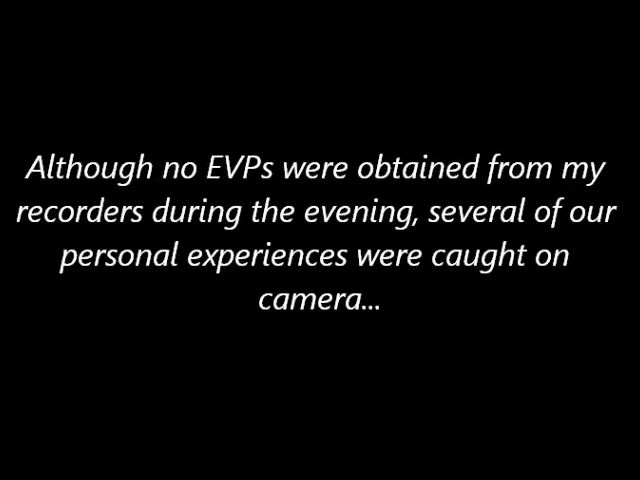 Although no EVPs were obtained from my
recorders during the evening, several of our
personal experiences were caught on
camera...